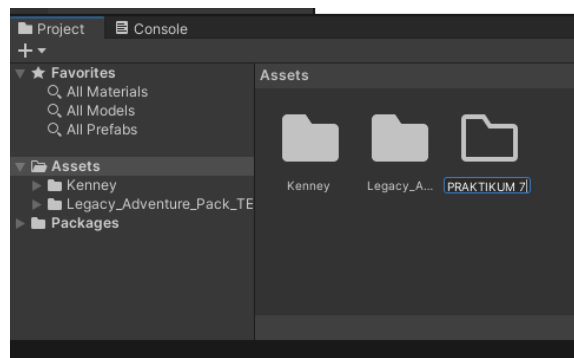 Project Console
Favorites
All Materials
All Models
All Prefabs
Assets
Kenney
Legacy_Adventure_Pack_TE
Packages
Assets
Kenney Legacy_A... PRAKTIKUM 7